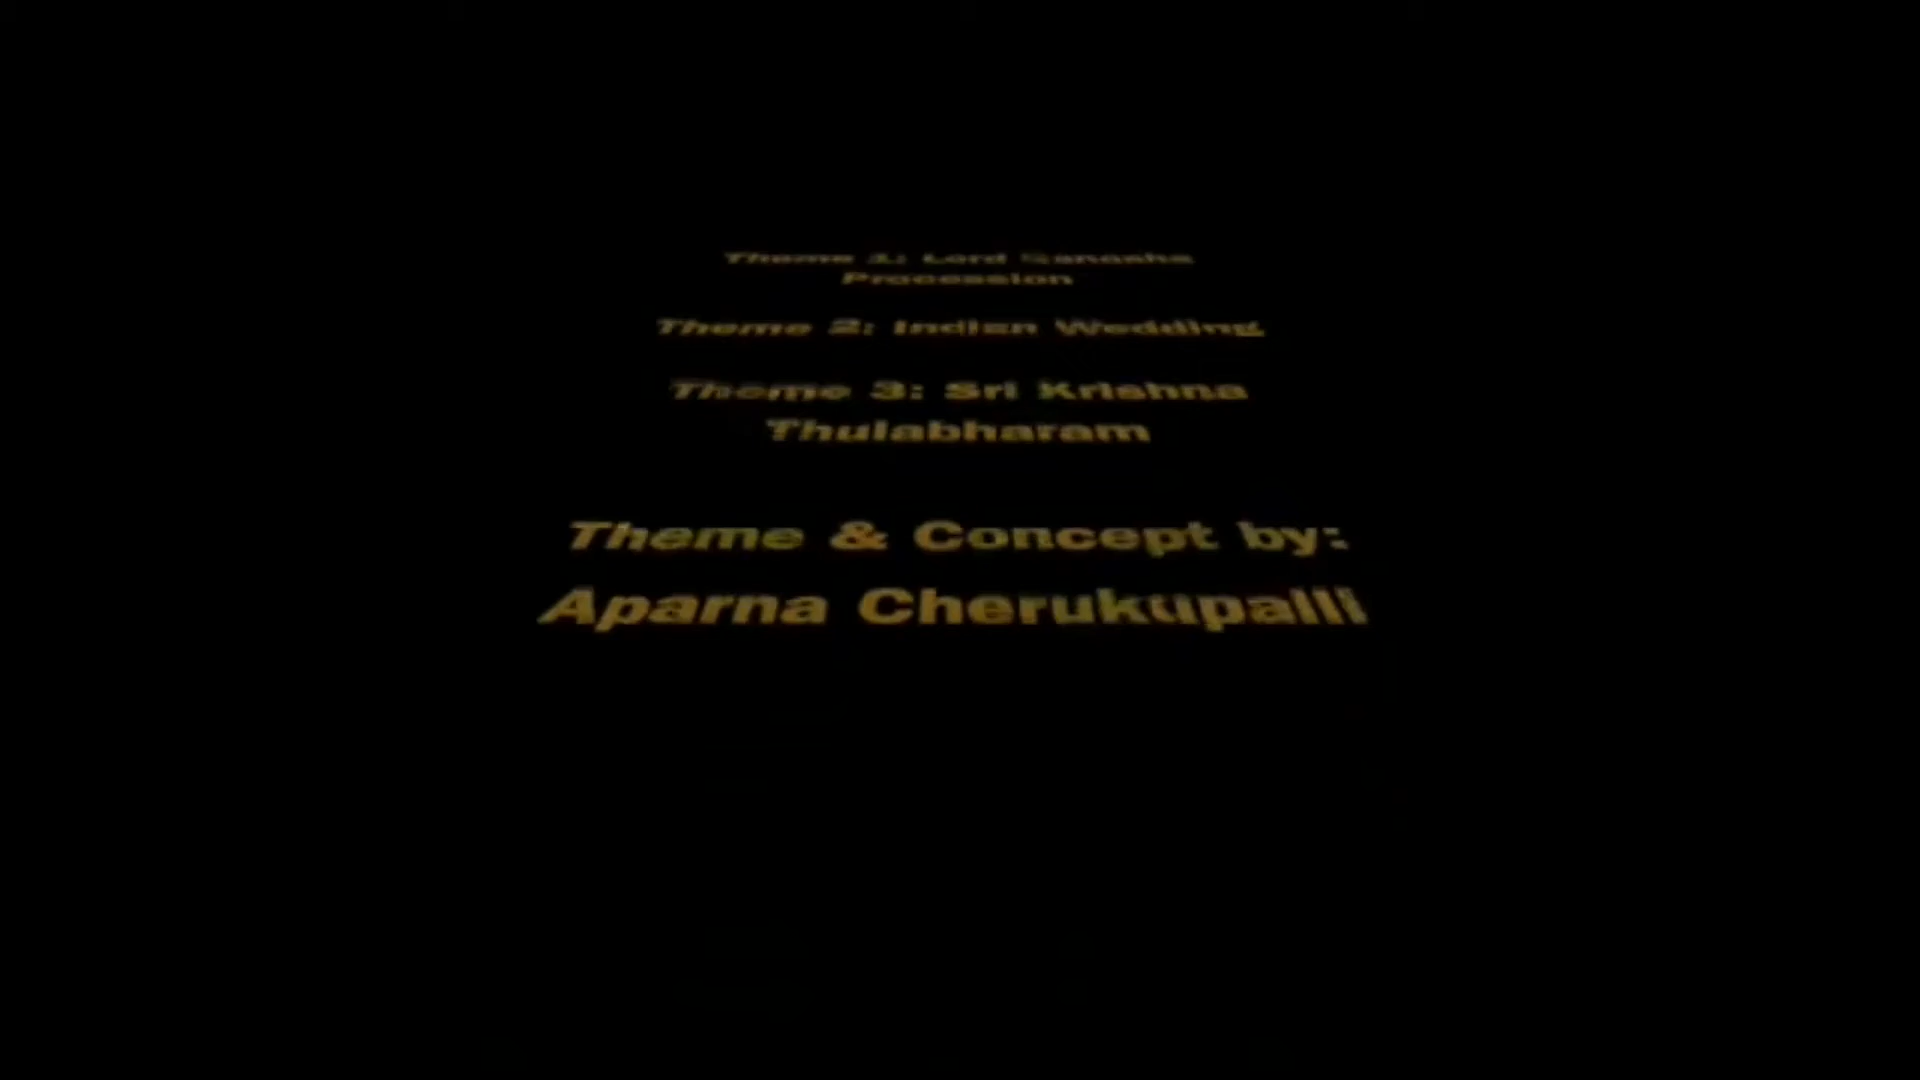 Theme 1: Lord Ganesha
Procession
Theme 2: Indian Wedding
Theme 3: Sri Krishna
Thulabharam
Theme & Concept by:
Aparna Cherukupalli